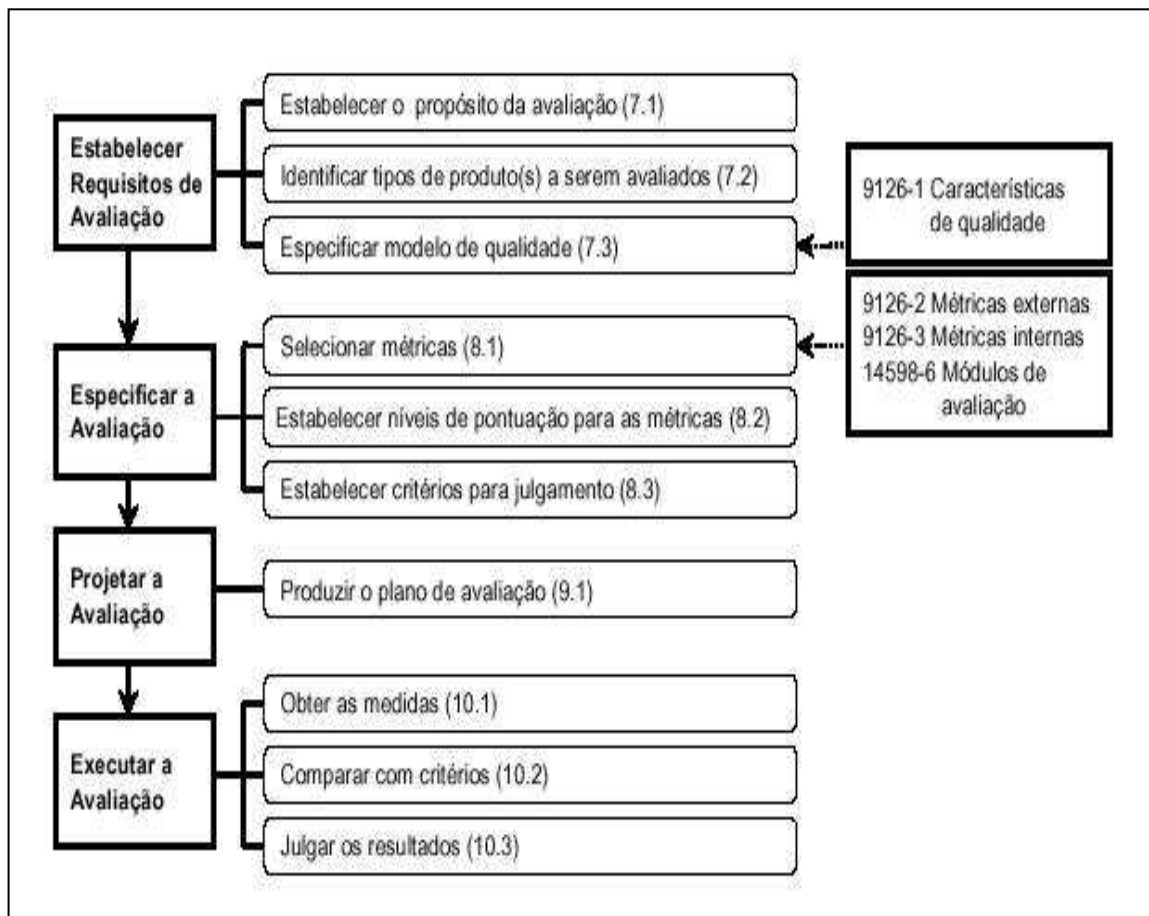 Estabelecer
Requisitos de
Avaliação
Estabelecer o propósito da avaliação (7.1)
Identificar tipos de produto(s) a serem avaliados (7.2)
Especificar modelo de qualidade (7.3)
9126-1 Características
de qualidade
Especificar a
Avaliação
Selecionar métricas (8.1)
Estabelecer níveis de pontuação para as métricas (8.2)
Estabelecer critérios para julgamento (8.3)
9126-2 Métricas externas
9126-3 Métricas internas
14598-6 Módulos de
avaliação
Projetar a
Avaliação
Produzir o plano de avaliação (9.1)
Executar a
Avaliação
Obter as medidas (10.1)
Comparar com critérios (10.2)
Julgar os resultados (10.3)